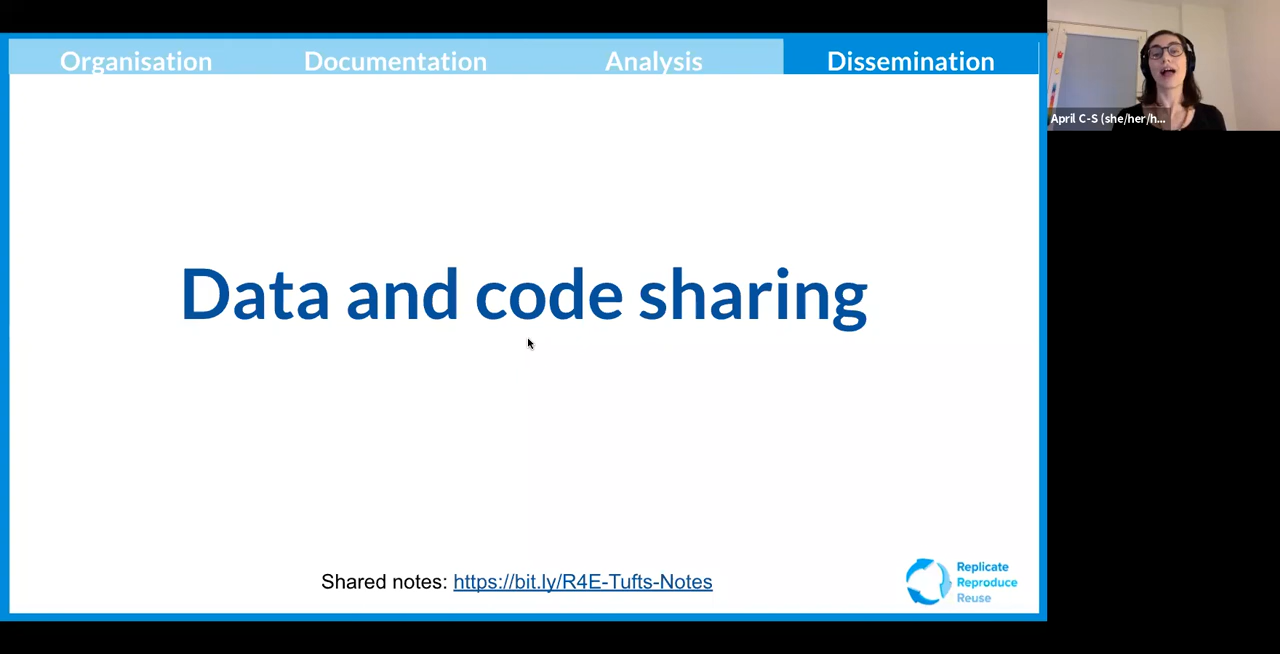 Organisation Documentation Analysis Dissemination
April C-S (she/her/h...
Data and code sharing
Shared notes: https://bit.ly/R4E-Tufts-Notes
Replicate
Reproduce
Reuse